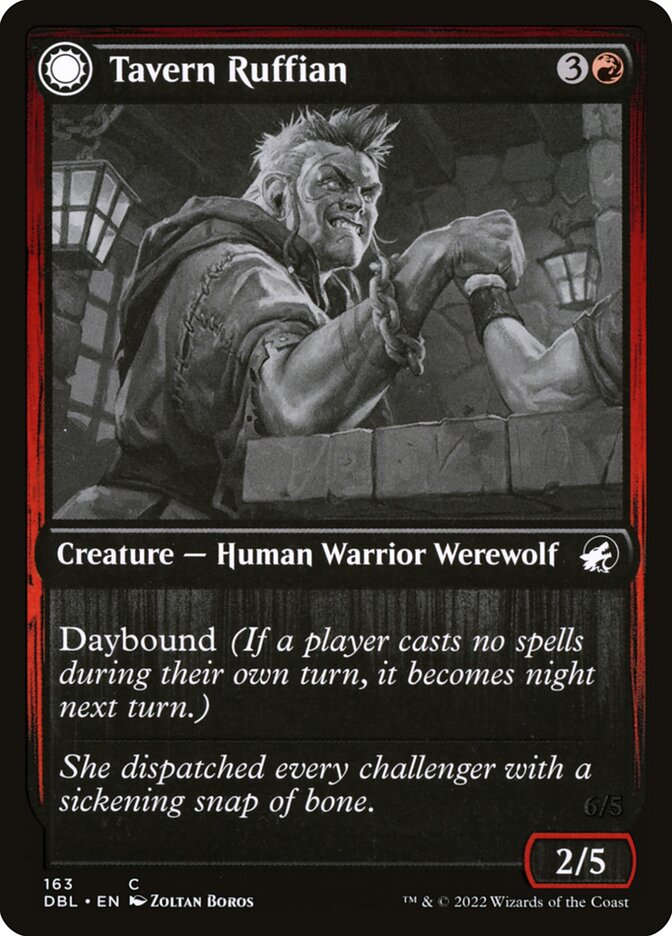 Tavern Ruffian
3
Creature — Human Warrior Werewolf
Daybound (If a player casts no spells
during their own turn, it becomes night
next turn.)
She dispatched every challenger with a
sickening snap of bone.
6/5
2/5
163 C
DBL • EN Zoltan Boros
™ & © 2022 Wizards of the Coast